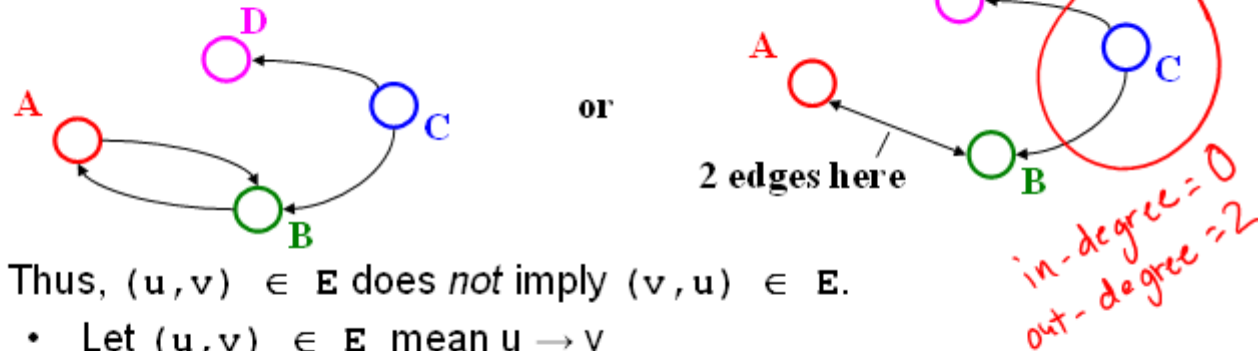 D
A
C
B
or
A
C
2 edges here
B
in-degree = 0
out-degree = 2
Thus, (u,v) ∈ E does not imply (v,u) ∈ E.
• Let (u,v) ∈ E mean u → v